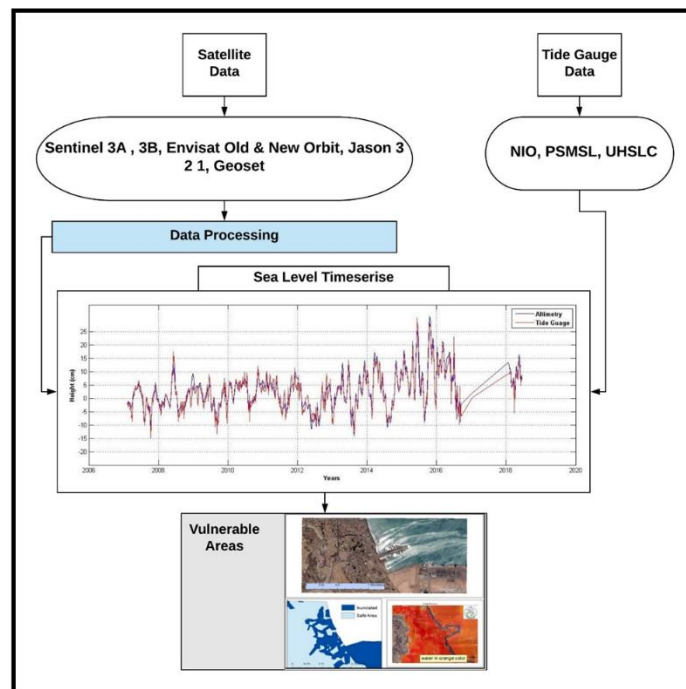 Satellite
Data
Tide Gauge
Data
Sentinel 3A , 3B, Envisat Old & New Orbit, Jason 3
2 1, Geoset
NIO, PSMSL, UHSLC
Data Processing
Sea Level Timeserise
Altimetry
Tide Guage
Height (cm)
25
20
15
10
5
0
-5
-10
-15
-20
2006
2008
2010
2012
2014
2016
2018
2020
Years
Vulnerable
Areas
Inundated
Safe Area
water in orange color